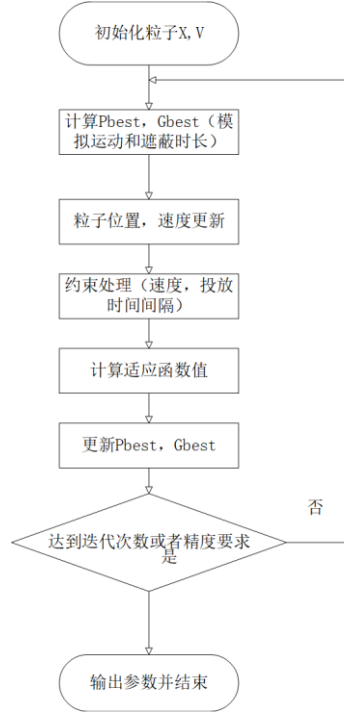 初始化粒子X,V
计算Pbest，Gbest（模
拟运动和遮蔽时长）
粒子位置，速度更新
约束处理（速度，投放
时间间隔）
计算适应函数值
更新Pbest，Gbest
否
达到迭代次数或者精度要求
是
输出参数并结束